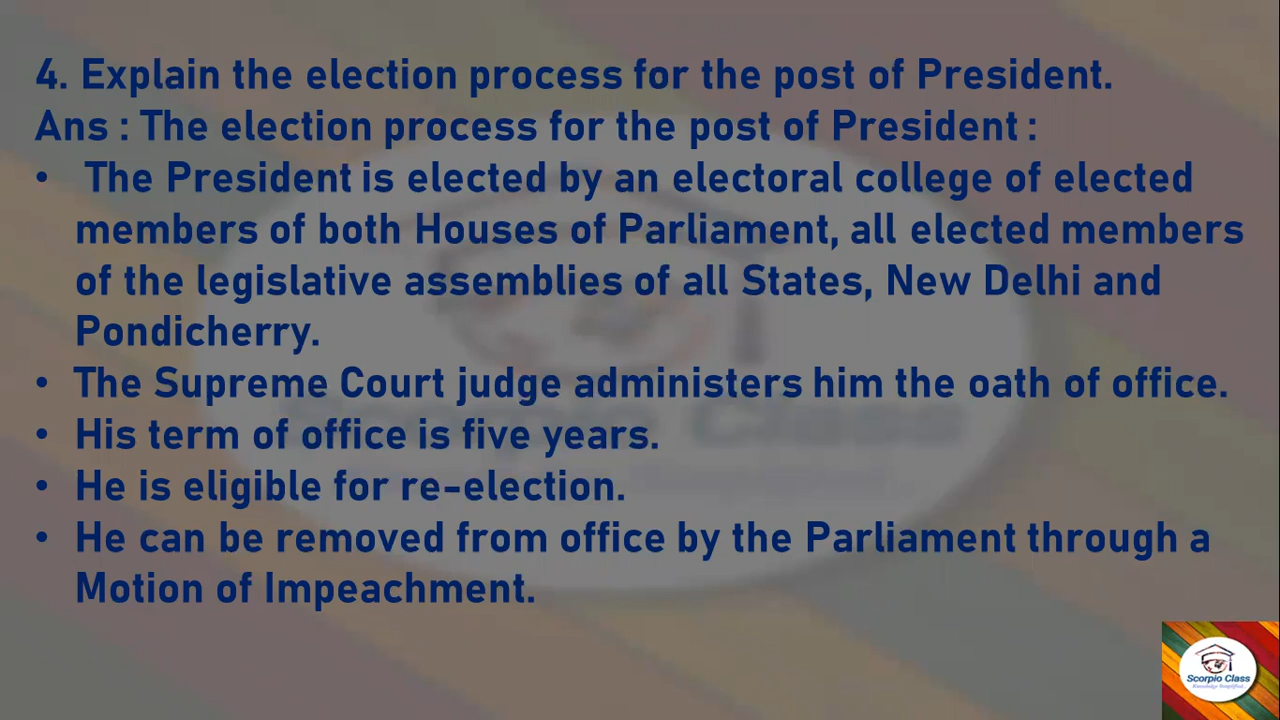 4. Explain the election process for the post of President.
Ans : The election process for the post of President :
• The President is elected by an electoral college of elected
members of both Houses of Parliament, all elected members
of the legislative assemblies of all States, New Delhi and
Pondicherry.
• The Supreme Court judge administers him the oath of office.
• His term of office is five years.
• He is eligible for re-election.
• He can be removed from office by the Parliament through a
Motion of Impeachment.
Scorpio Class
Knowledge Simplified...